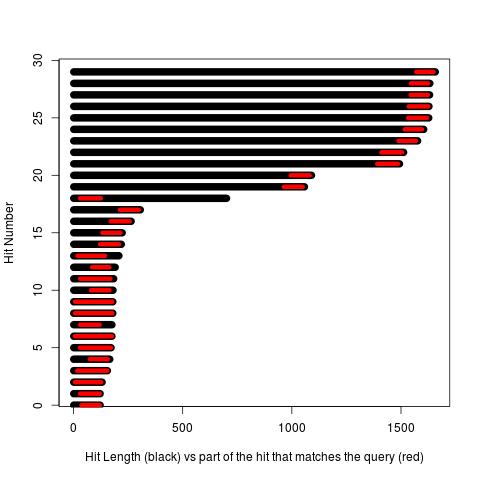 30
25
20
15
10
5
0
Hit Number
0 500 1000 1500
Hit Length (black) vs part of the hit that matches the query (red)